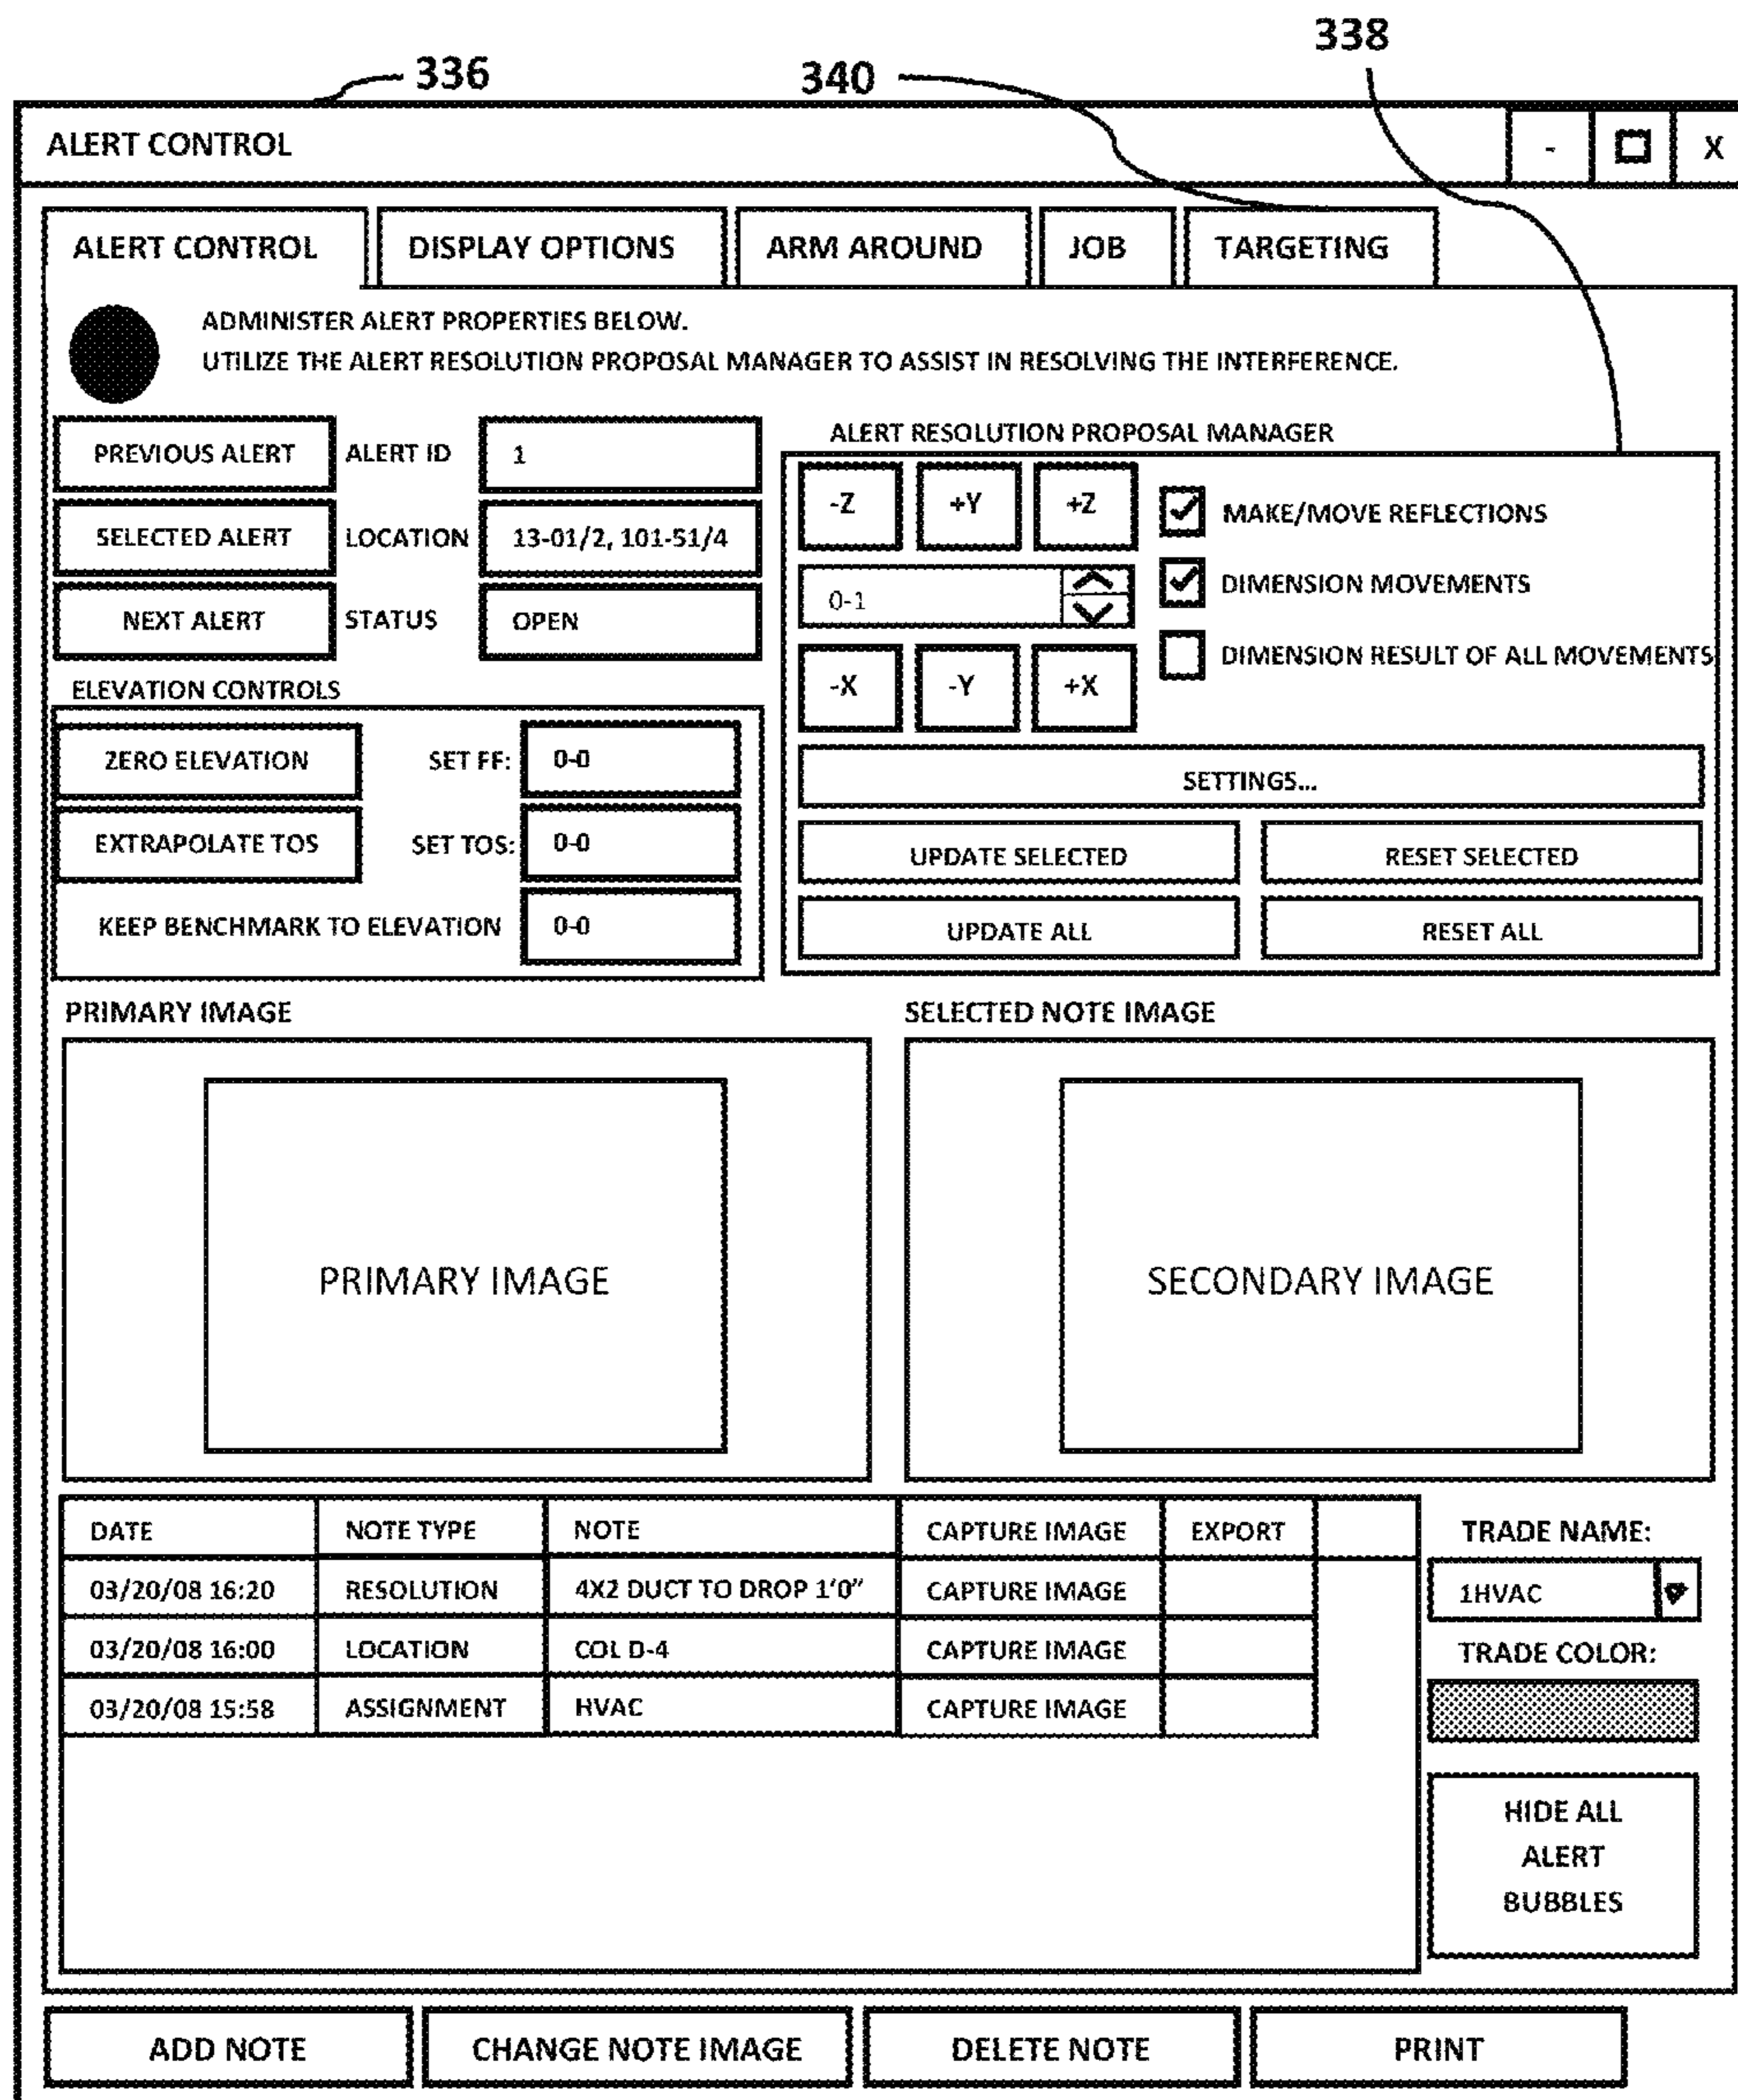 336
340
338
ALERT CONTROL
-
X
ALERT CONTROL
DISPLAY OPTIONS
ARM AROUND
JOB
TARGETING
ADMINISTER ALERT PROPERTIES BELOW.
UTILIZE THE ALERT RESOLUTION PROPOSAL MANAGER TO ASSIST IN RESOLVING THE INTERFERENCE.
PREVIOUS ALERT
ALERT ID
1
SELECTED ALERT
LOCATION
13-01/2, 101-51/4
NEXT ALERT
STATUS
OPEN
ELEVATION CONTROLS
ZERO ELEVATION
SET FF:
0-0
EXTRAPOLATE TOS
SET TOS:
0-0
KEEP BENCHMARK TO ELEVATION
0-0
ALERT RESOLUTION PROPOSAL MANAGER
-Z
+Y
+Z
MAKE/MOVE REFLECTIONS
0-1
DIMENSION MOVEMENTS
-X
-Y
+X
DIMENSION RESULT OF ALL MOVEMENTS
SETTINGS...
UPDATE SELECTED
RESET SELECTED
UPDATE ALL
RESET ALL
PRIMARY IMAGE
PRIMARY IMAGE
SELECTED NOTE IMAGE
SECONDARY IMAGE
DATE NOTE TYPE NOTE CAPTURE IMAGE EXPORT
03/20/08 16:20 RESOLUTION 4X2 DUCT TO DROP 1'0" CAPTURE IMAGE
03/20/08 16:00 LOCATION COL D-4 CAPTURE IMAGE
03/20/08 15:58 ASSIGNMENT HVAC CAPTURE IMAGE
TRADE NAME:
1HVAC
TRADE COLOR:
HIDE ALL
ALERT
BUBBLES
ADD NOTE
CHANGE NOTE IMAGE
DELETE NOTE
PRINT